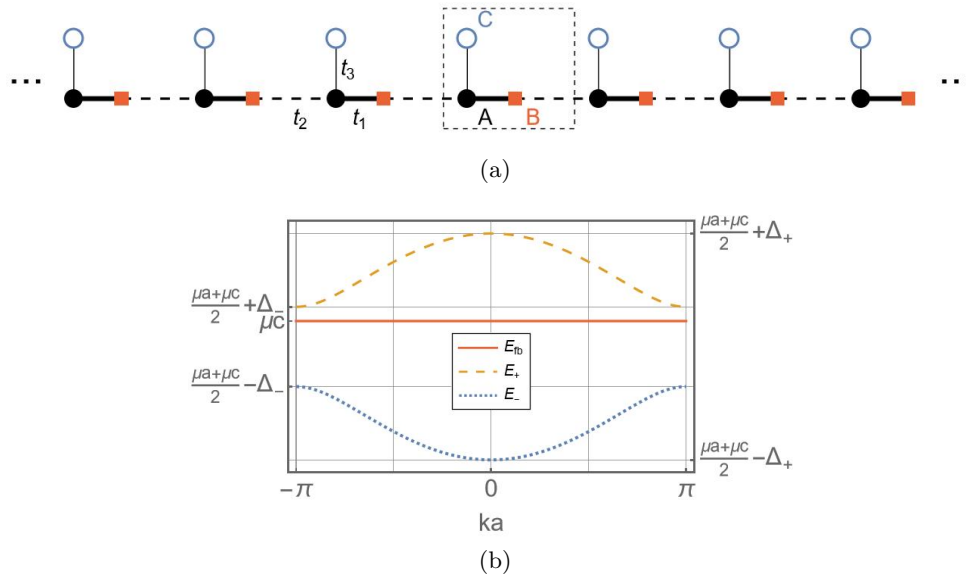 C
... t₃ ..
t₂ t₁ A B
(a)
μa+μc/2 +Δ₊
μa+μc/2 +Δ₋
μc
E_fb
E₊
E₋
μa+μc/2 -Δ₋
μa+μc/2 -Δ₊
-π 0 π
ka
(b)